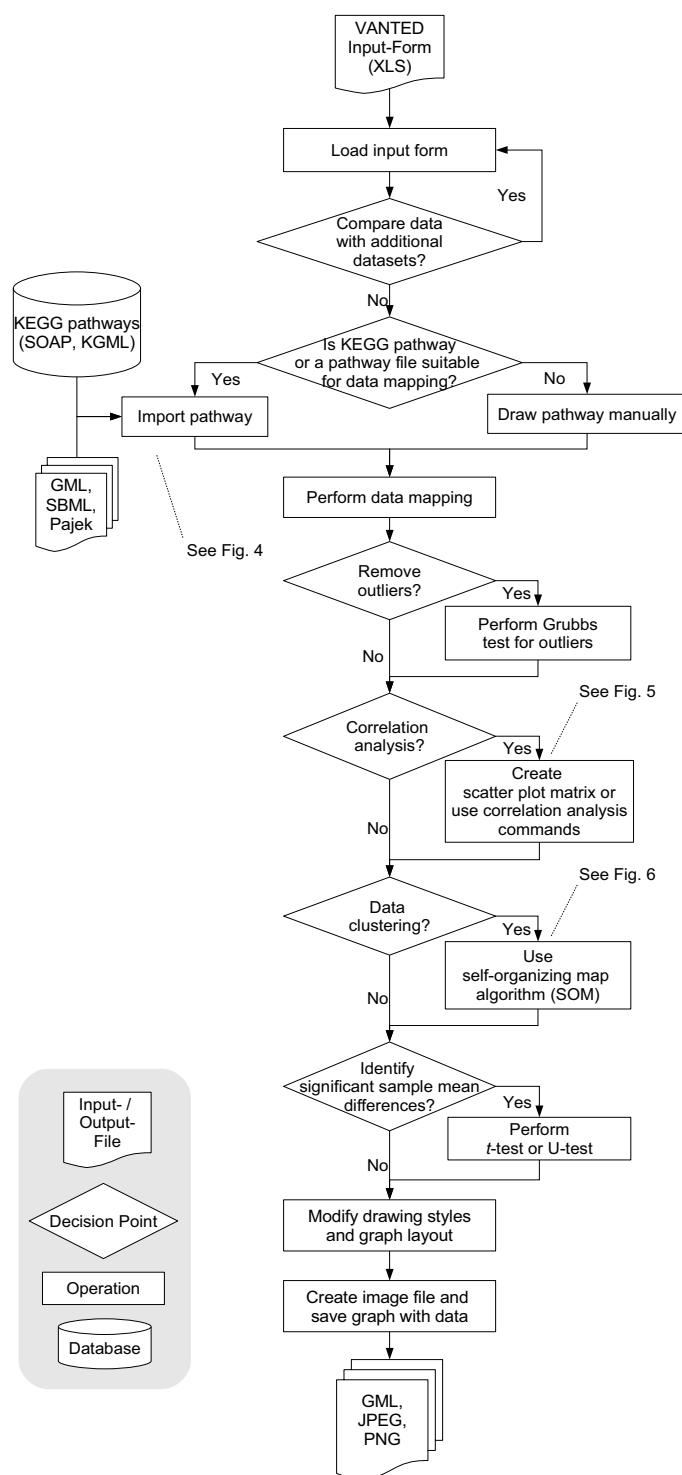 VANTED
Input-Form
(XLS)
Load input form
Yes
Compare data
with additional
datasets?
No
KEGG pathways
(SOAP, KGML)
Is KEGG pathway
or a pathway file suitable
for data mapping?
Yes
No
Import pathway
Draw pathway manually
GML,
SBML,
Pajek
Perform data mapping
See Fig. 4
Remove
outliers?
Yes
Perform Grubbs
test for outliers
No
See Fig. 5
Correlation
analysis?
Yes
Create
scatter plot matrix or
use correlation analysis
commands
No
See Fig. 6
Data
clustering?
Yes
Use
self-organizing map
algorithm (SOM)
No
Identify
significant sample mean
differences?
Yes
Perform
t-test or U-test
No
Modify drawing styles
and graph layout
Create image file and
save graph with data
GML,
JPEG,
PNG
Input- /
Output-
File
Decision Point
Operation
Database